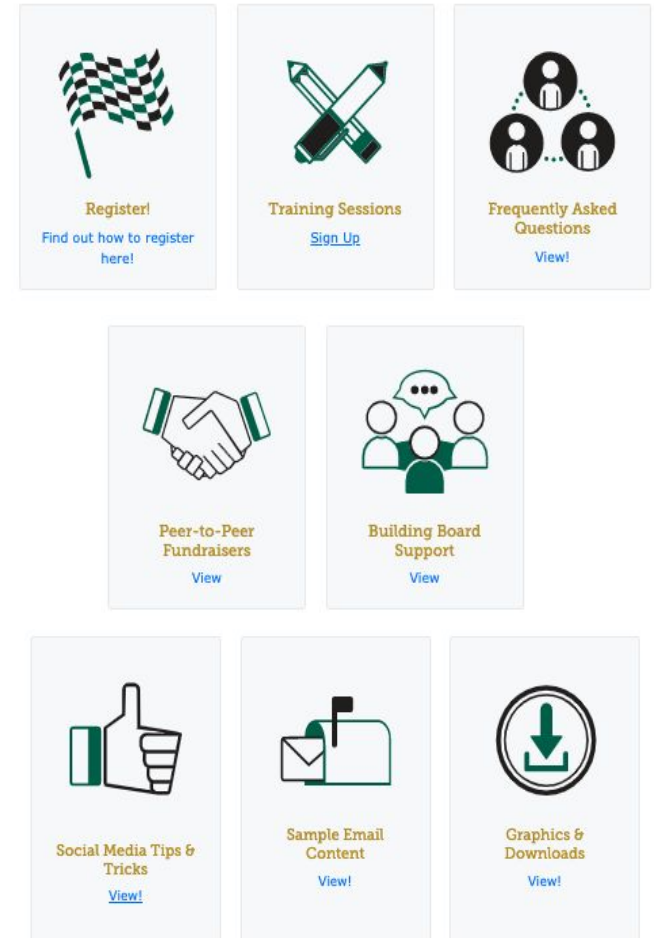 Register!
Find out how to register
here!
Training Sessions
Sign Up
Frequently Asked
Questions
View!
Peer-to-Peer
Fundraisers
View
Building Board
Support
View
Social Media Tips &
Tricks
View!
Sample Email
Content
View!
Graphics &
Downloads
View!